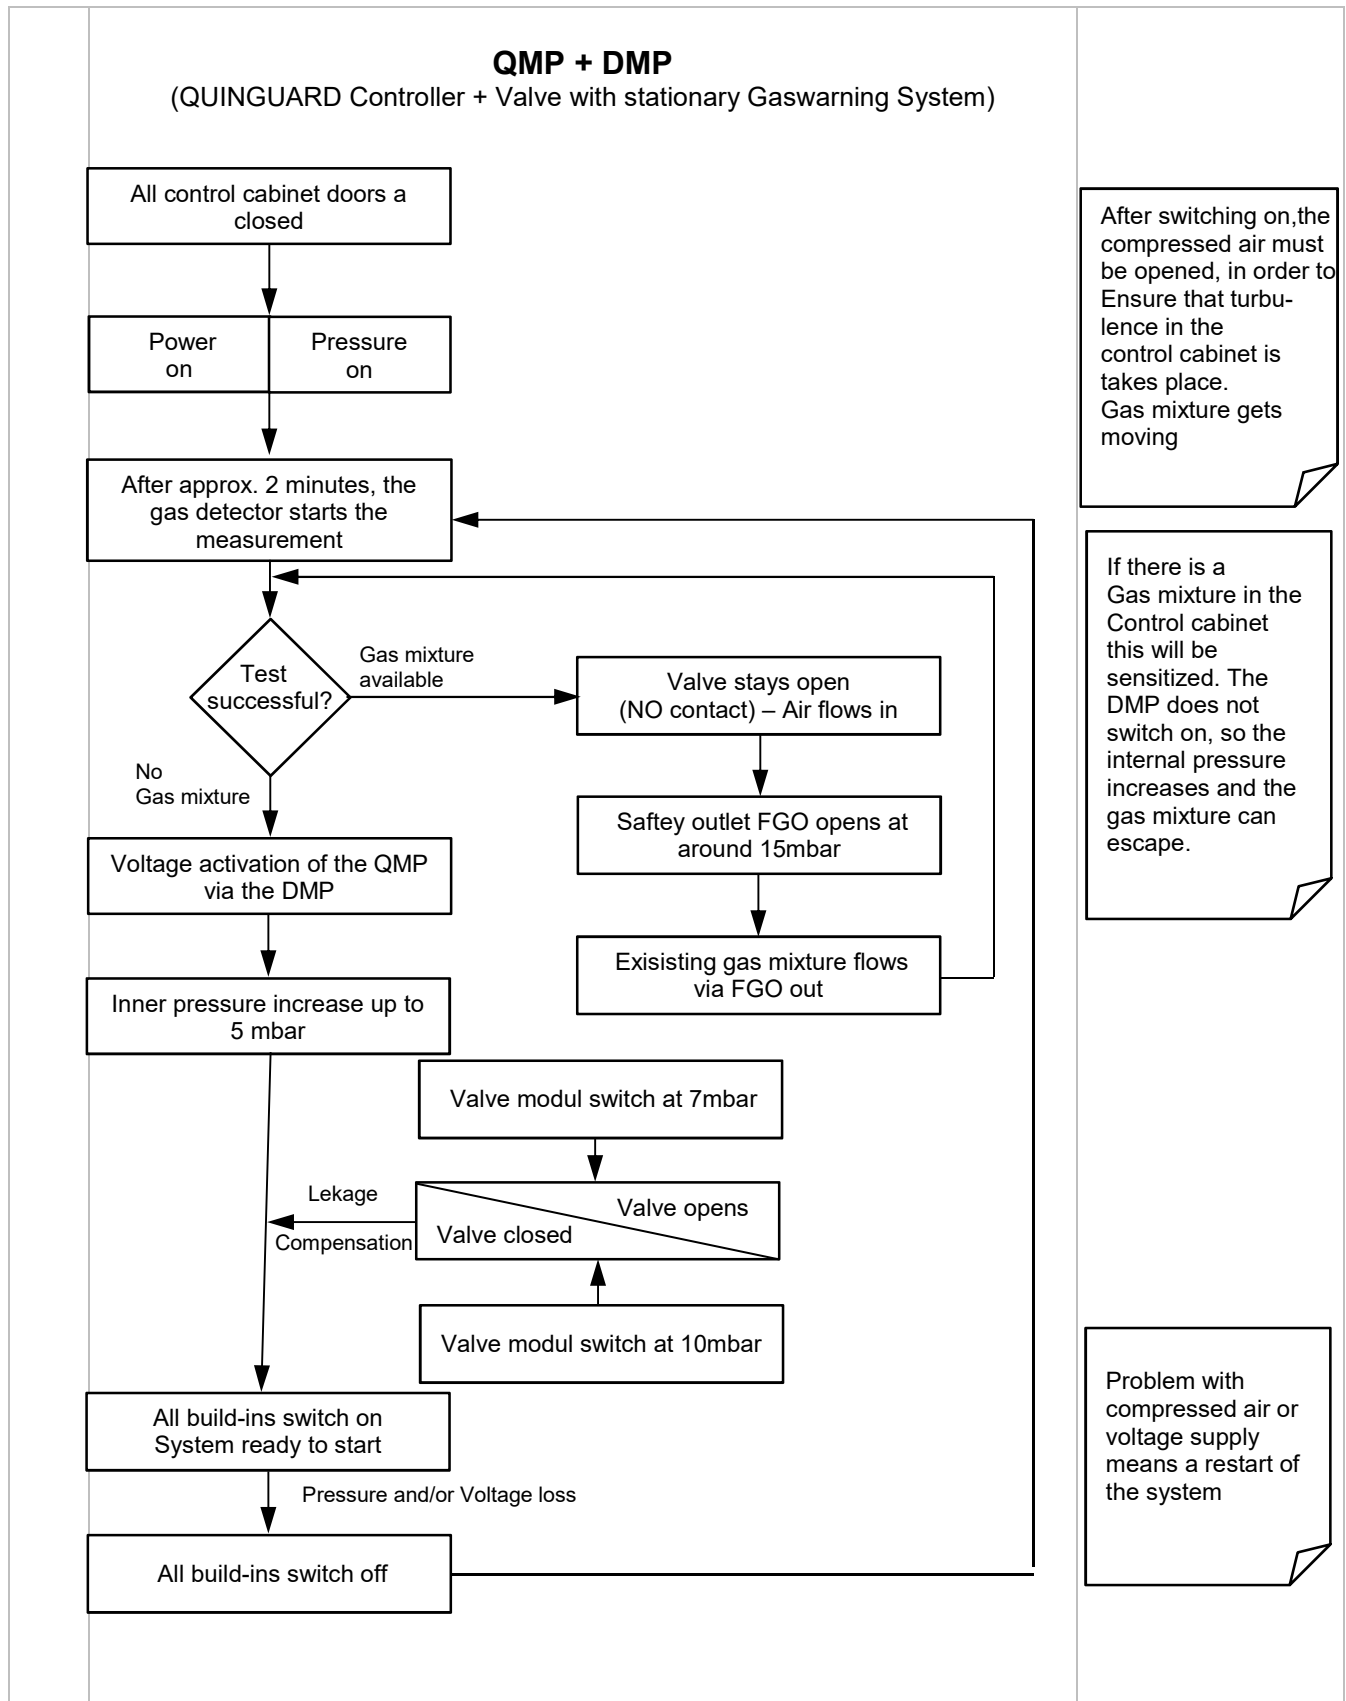 QMP + DMP
(QUINGUARD Controller + Valve with stationary Gaswarning System)
All control cabinet doors a
closed
Power
on
Pressure
on
After approx. 2 minutes, the
gas detector starts the
measurement
Test
successful?
Gas mixture
available
Valve stays open
(NO contact) – Air flows in
No
Gas mixture
Saftey outlet FGO opens at
around 15mbar
Voltage activation of the QMP
via the DMP
Exisisting gas mixture flows
via FGO out
Inner pressure increase up to
5 mbar
Valve modul switch at 7mbar
Lekage
Compensation
Valve opens
Valve closed
Valve modul switch at 10mbar
All build-ins switch on
System ready to start
Pressure and/or Voltage loss
All build-ins switch off
After switching on,the
compressed air must
be opened, in order to
Ensure that turbu-
lence in the
control cabinet is
takes place.
Gas mixture gets
moving
If there is a
Gas mixture in the
Control cabinet
this will be
sensitized. The
DMP does not
switch on, so the
internal pressure
increases and the
gas mixture can
escape.
Problem with
compressed air or
voltage supply
means a restart of
the system